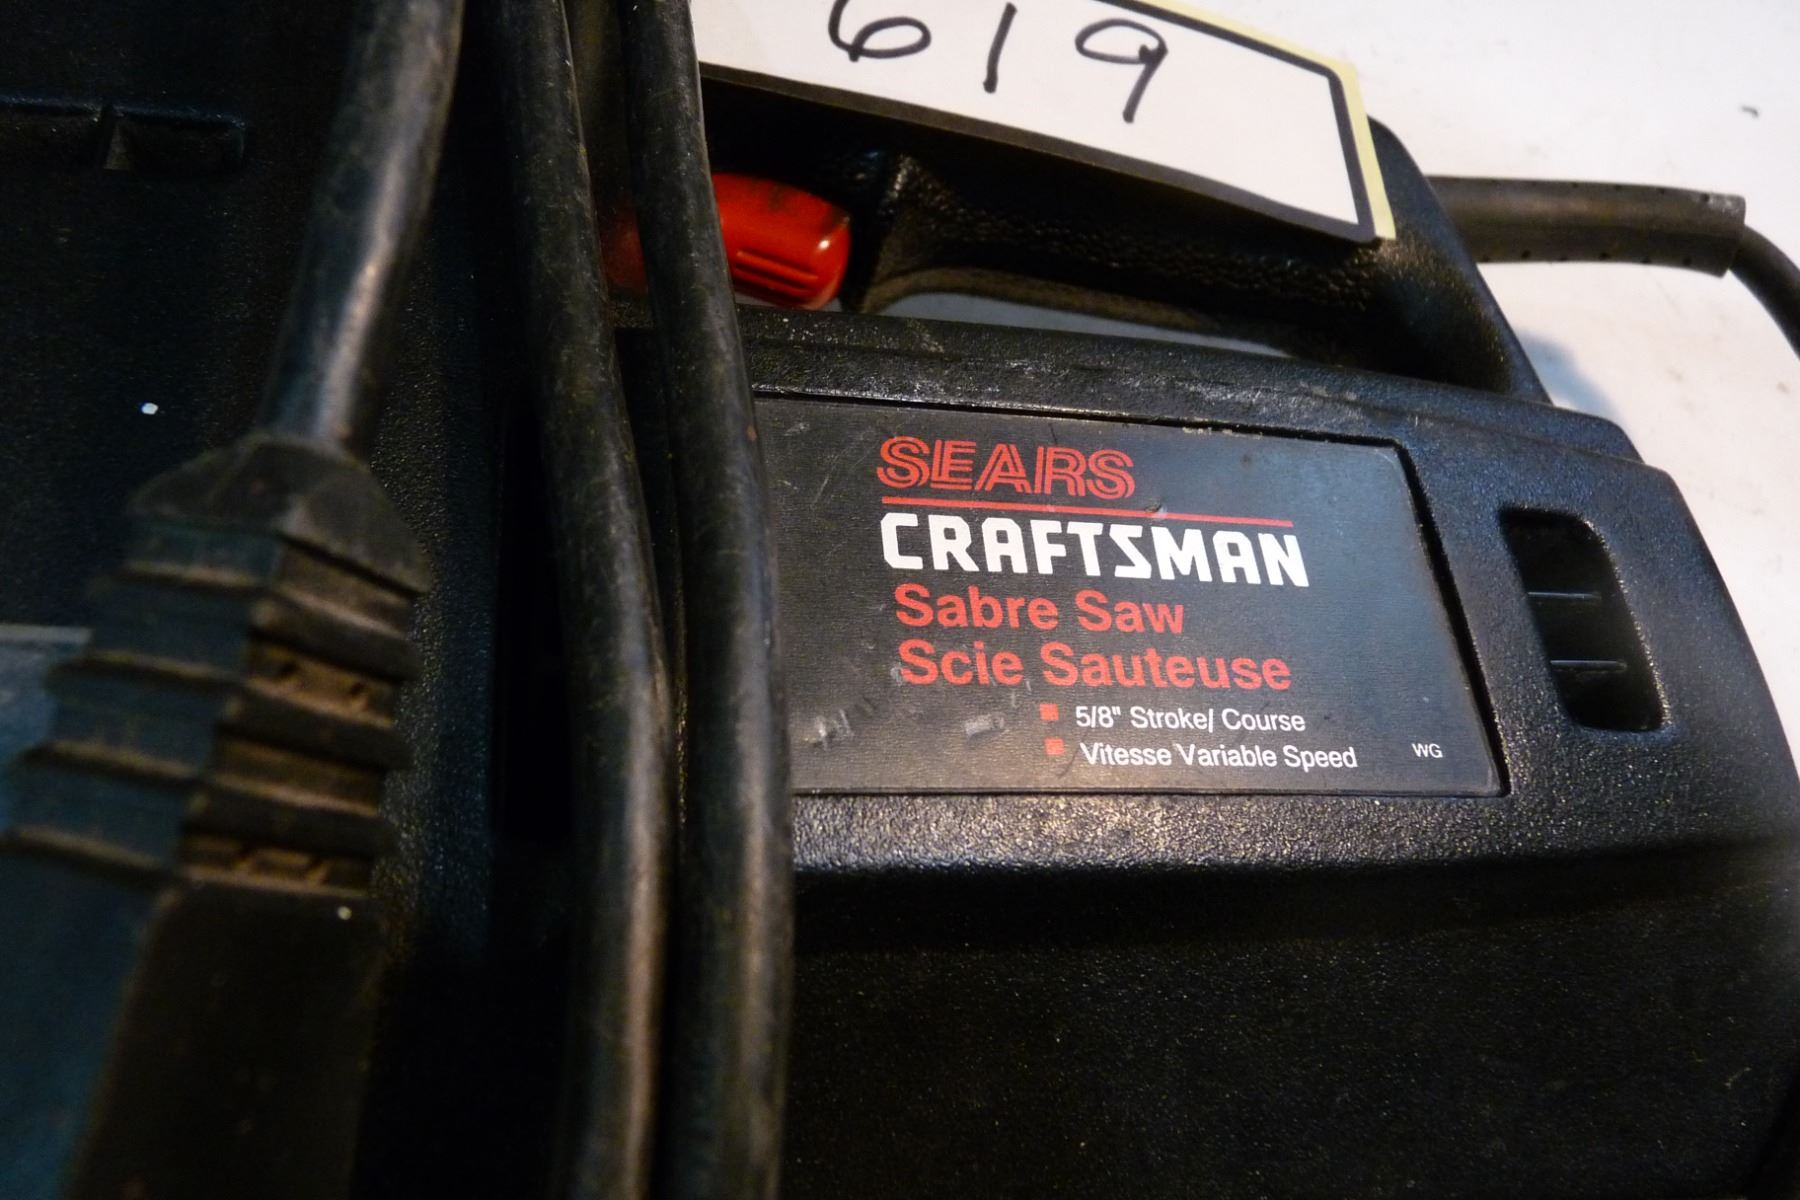 619
SEARS
CRAFTSMAN
Sabre Saw
Scie Sauteuse
5/8" Stroke/ Course
Vitesse Variable Speed
WG